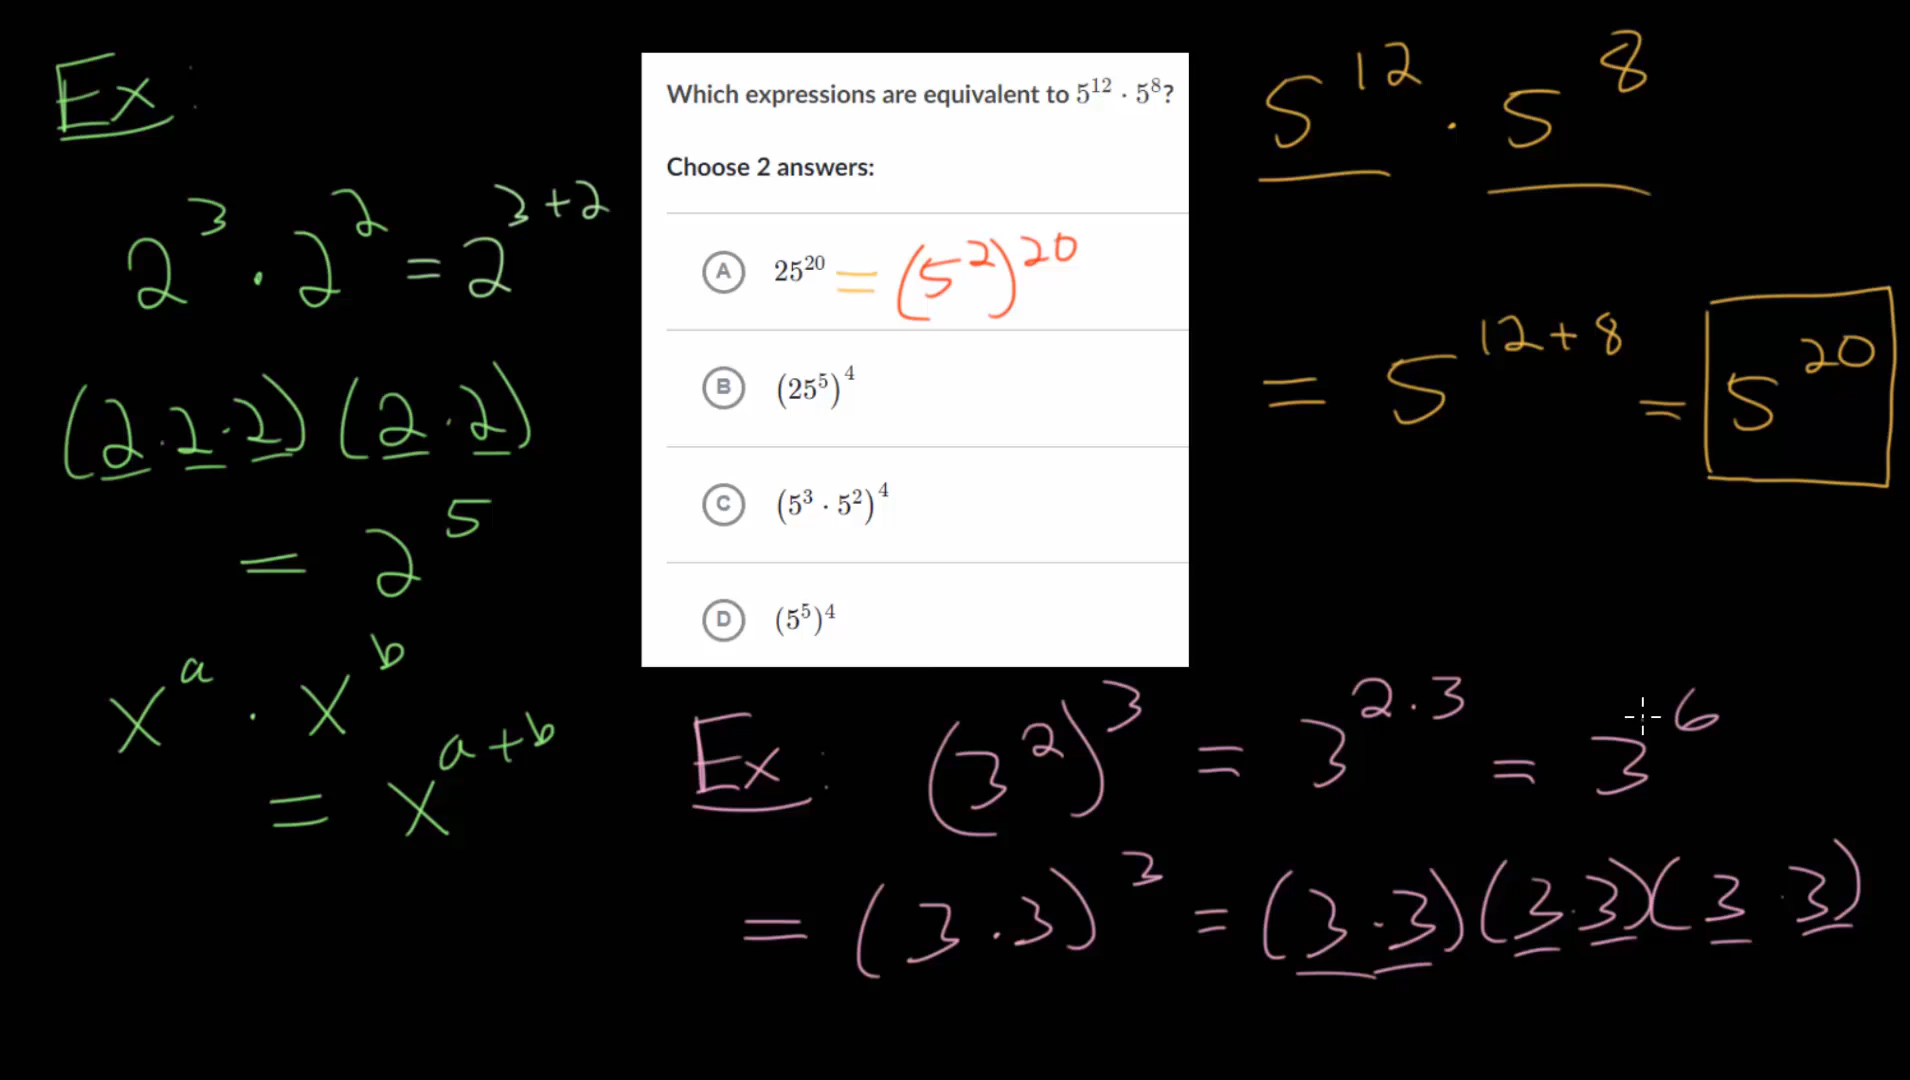 Ex:
2³ · 2² = 2³⁺²
(2·2·2)(2·2)
= 2⁵
xᵃ · xᵇ
= xᵃ⁺ᵇ
Which expressions are equivalent to 5¹² · 5⁸?
Choose 2 answers:
A 25²⁰ = (5²)²⁰
B (25⁵)⁴
C (5³ · 5²)⁴
D (5⁵)⁴
5¹² · 5⁸
= 5¹²⁺⁸ = 5²⁰
Ex: (3²)³ = 3²·³ = 3⁶
= (3·3)³ = (3·3)(3·3)(3·3)